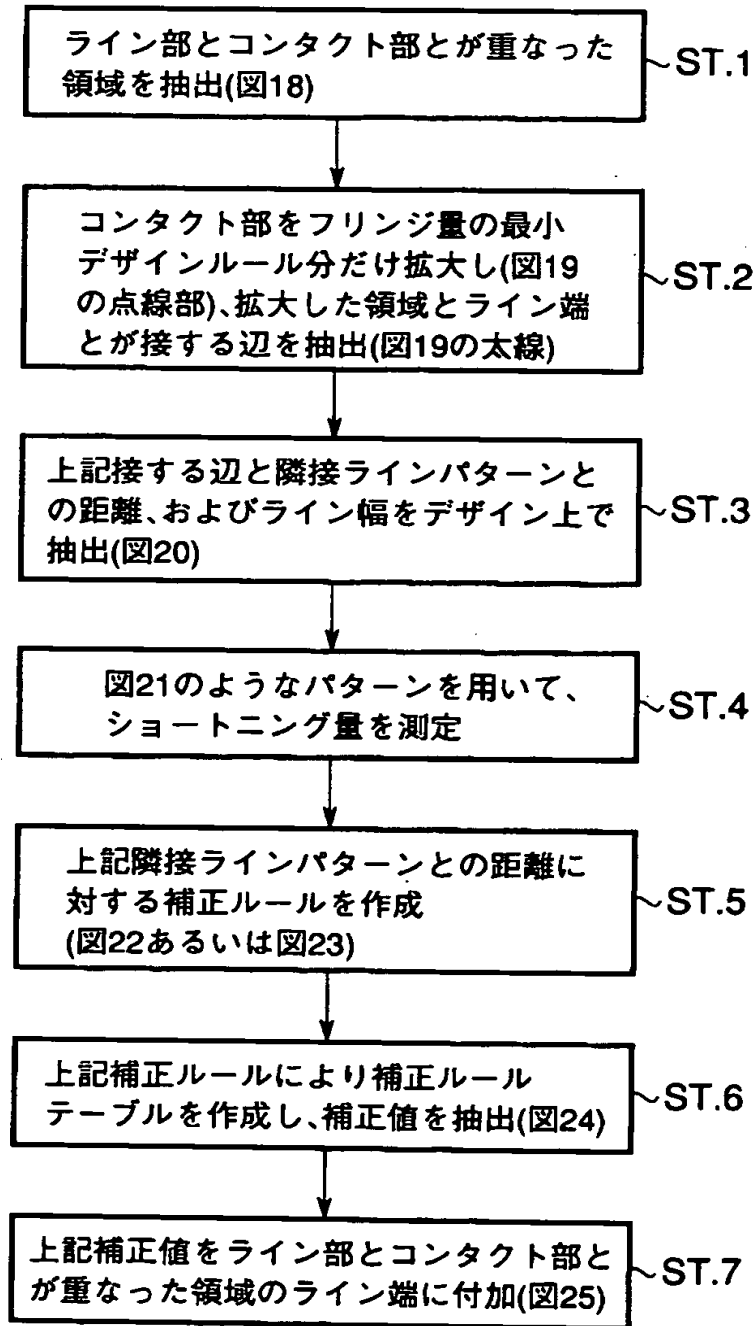 ライン部とコンタクト部とが重なった
領域を抽出(図18)
ST.1
コンタクト部をフリンジ量の最小
デザインルール分だけ拡大し(図19
の点線部)、拡大した領域とライン端
とが接する辺を抽出(図19の太線)
ST.2
上記接する辺と隣接ラインパターンと
の距離、およびライン幅をデザイン上で
抽出(図20)
ST.3
図21のようなパターンを用いて、
ショートニング量を測定
ST.4
上記隣接ラインパターンとの距離に
対する補正ルールを作成
(図22あるいは図23)
ST.5
上記補正ルールにより補正ルール
テーブルを作成し、補正値を抽出(図24)
ST.6
上記補正値をライン部とコンタクト部と
が重なった領域のライン端に付加(図25)
ST.7